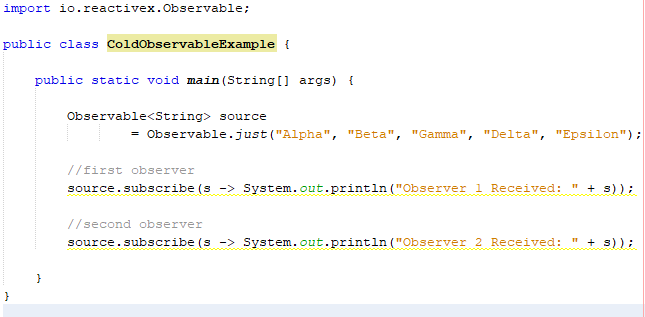 import io.reactivex.Observable;
public class ColdObservableExample {
public static void main(String[] args) {
Observable<String> source
= Observable.just("Alpha", "Beta", "Gamma", "Delta", "Epsilon");
//first observer
source.subscribe(s -> System.out.println("Observer 1 Received: " + s));
//second observer
source.subscribe(s -> System.out.println("Observer 2 Received: " + s));
}
}